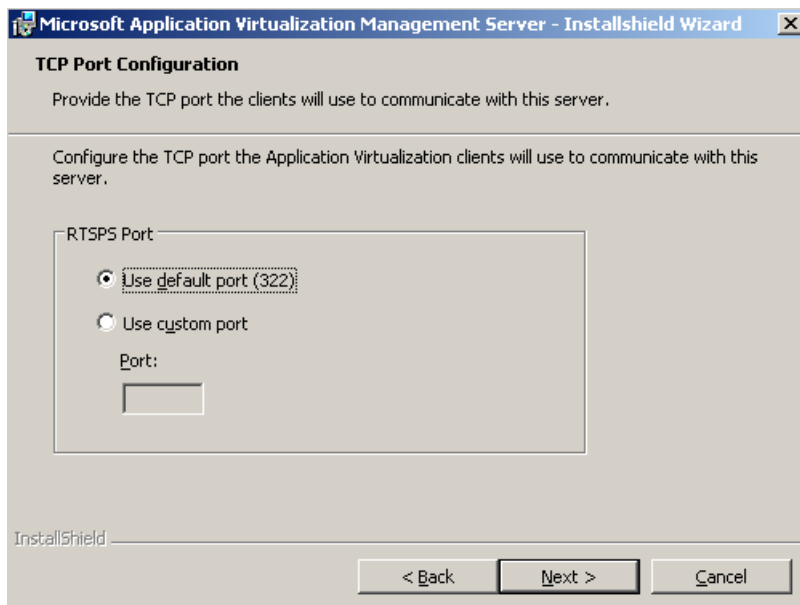 Microsoft Application Virtualization Management Server - Installshield Wizard
TCP Port Configuration
Provide the TCP port the clients will use to communicate with this server.
Configure the TCP port the Application Virtualization clients will use to communicate with this
server.
RTSPS Port
Use default port (322)
Use custom port
Port:
InstallShield
< Back Next > Cancel